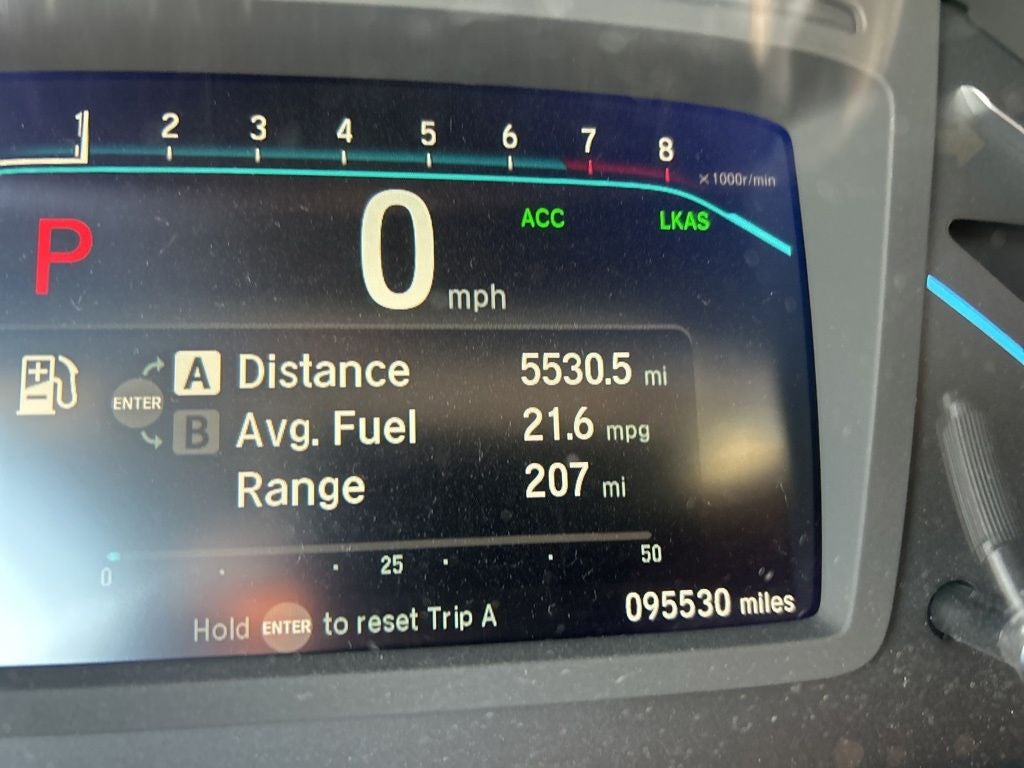 1 2 3 4 5 6 7 8
×1000r/min
P 0 mph ACC LKAS
A Distance 5530.5 mi
ENTER
B Avg. Fuel 21.6 mpg
Range 207 mi
0 25 50
Hold ENTER to reset Trip A
095530 miles